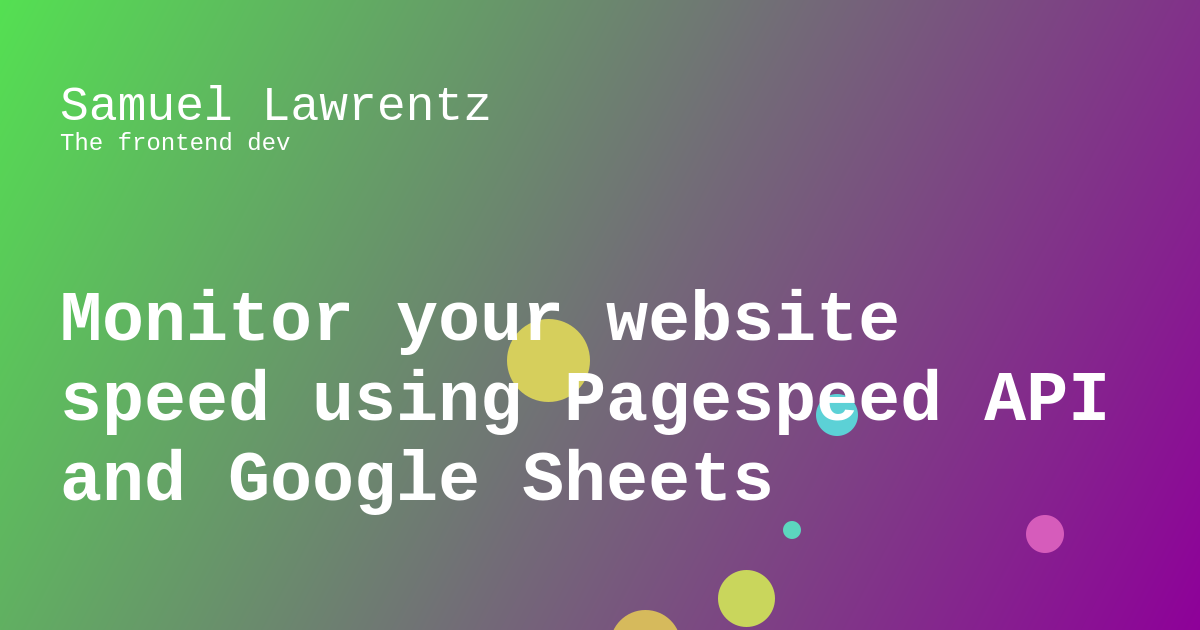 Samuel Lawrentz
The frontend dev
Monitor your website
speed using Pagespeed API
and Google Sheets